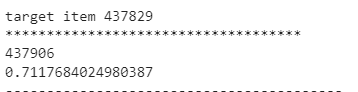 target item 437829
************************************
437906
0.7117684024980387
-----------------------------------------